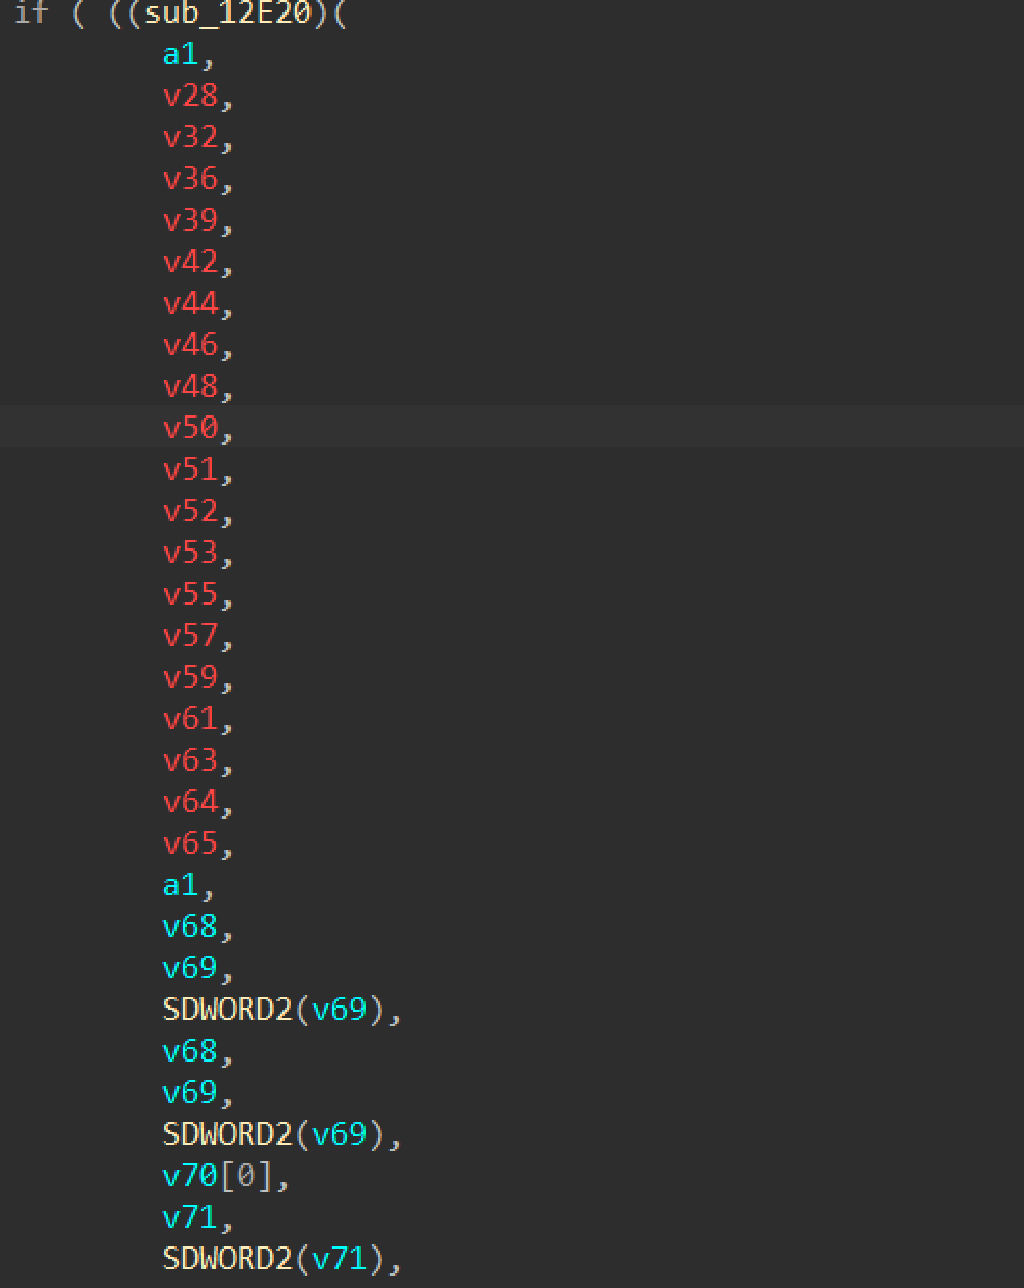 if ( ((sub_12E20)(
a1,
v28,
v32,
v36,
v39,
v42,
v44,
v46,
v48,
v50,
v51,
v52,
v53,
v55,
v57,
v59,
v61,
v63,
v64,
v65,
a1,
v68,
v69,
SDWORD2(v69),
v68,
v69,
SDWORD2(v69),
v70[0],
v71,
SDWORD2(v71),